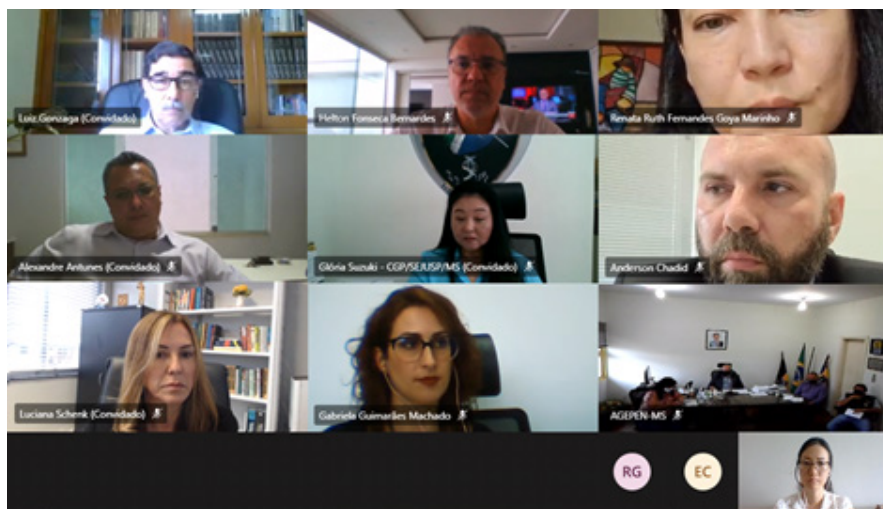 Luiz Gonzaga (Convidado)
Helton Fonseca Bernardes
Renata Ruth Fernandes Goya Marinho
Alexandre Antunes (Convidado)
Glória Suzuki - CGP/SEJUSP/MS (Convidado)
Anderson Chadid
Luciana Schenk (Convidado)
Gabriela Guimarães Machado
AGEPEN-MS
RG
EC